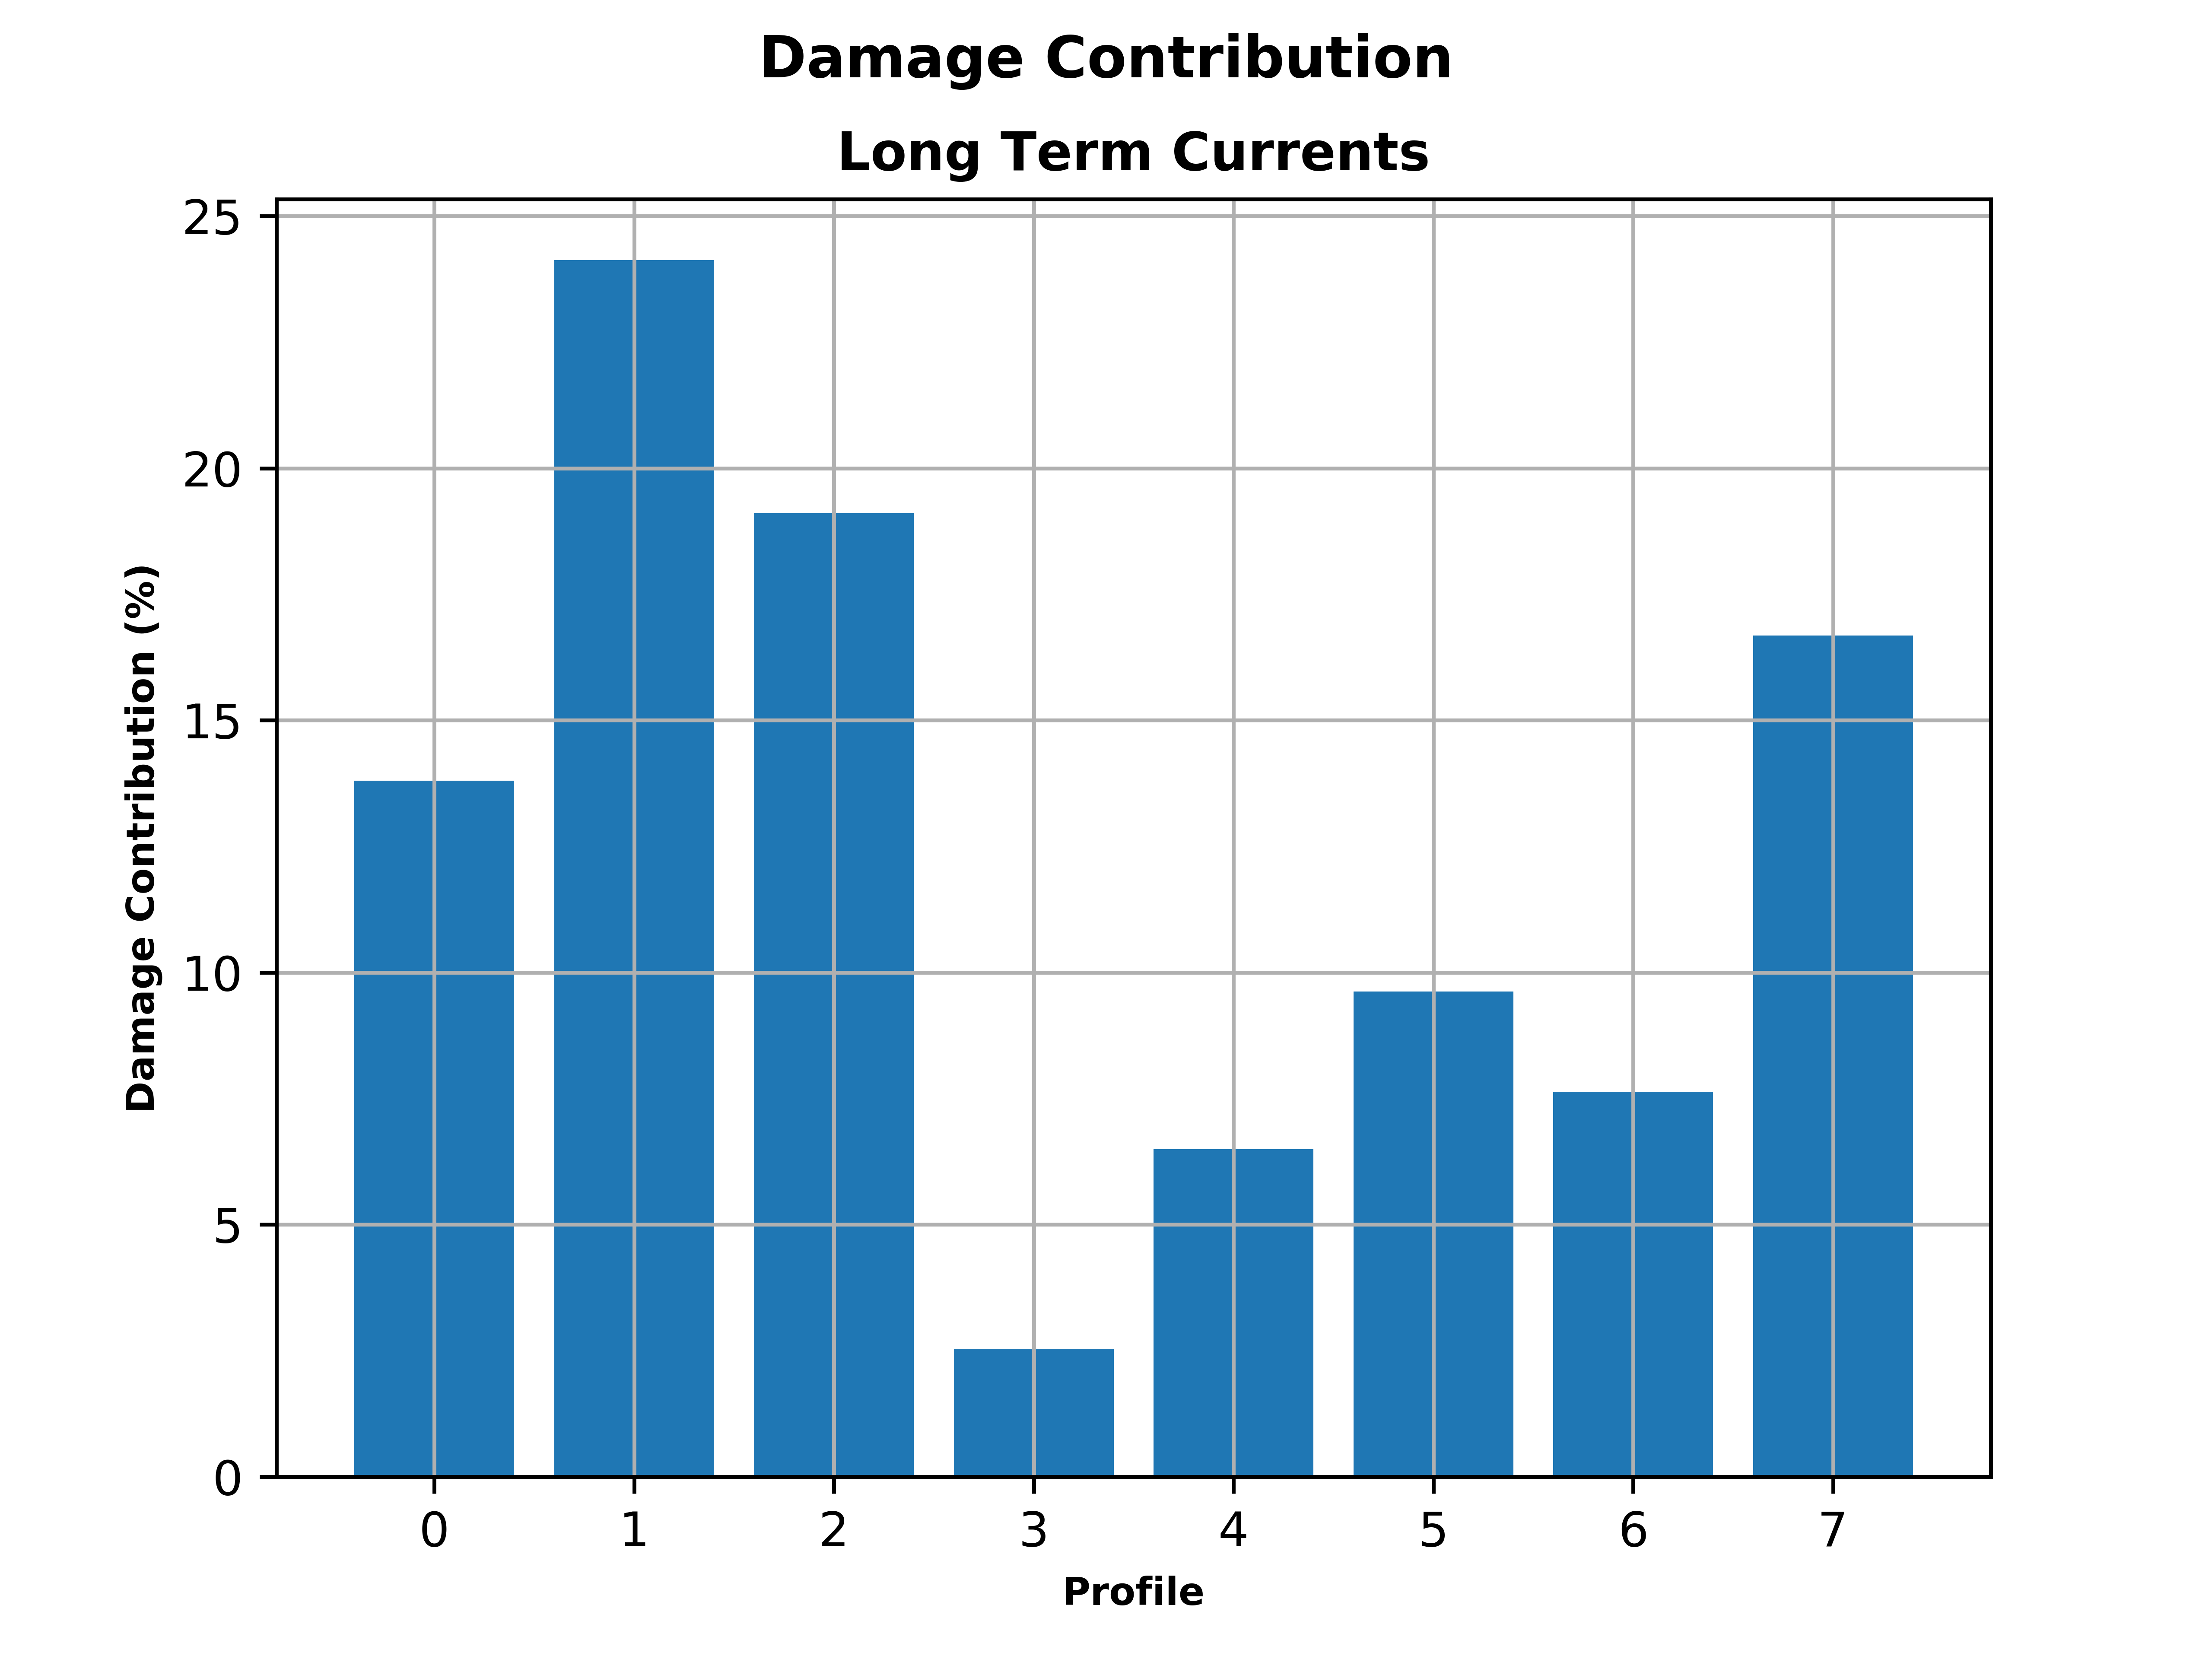 Damage Contribution
Long Term Currents
25
20
15
10
5
0
Damage Contribution (%)
0 1 2 3 4 5 6 7
Profile